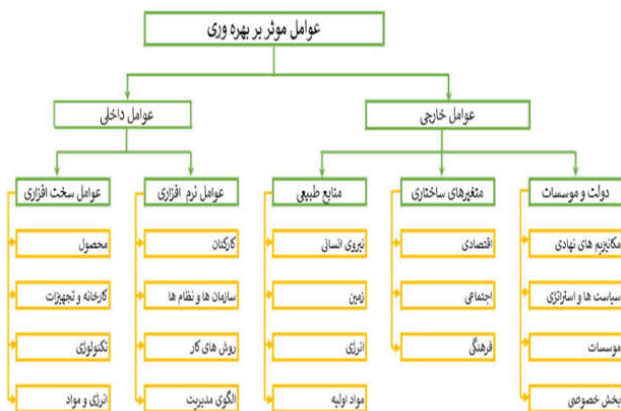 عوامل موثر بر بهره وری
عوامل خارجی
عوامل داخلی
دولت و موسسات
متغیرهای ساختاری
منابع طبیعی
عوامل نرم افزاری
عوامل سخت افزاری
مکانیزم های نهادی
اقتصادی
نیروی انسانی
کارکنان
محصول
سیاست ها و استراتژی
اجتماعی
زمین
سازمان ها و نظام ها
کارخانه و تجهیزات
موسسات
فرهنگی
انرژی
روش های کار
تکنولوژی
بخش خصوصی
مواد اولیه
الگوی مدیریت
انرژی و مواد